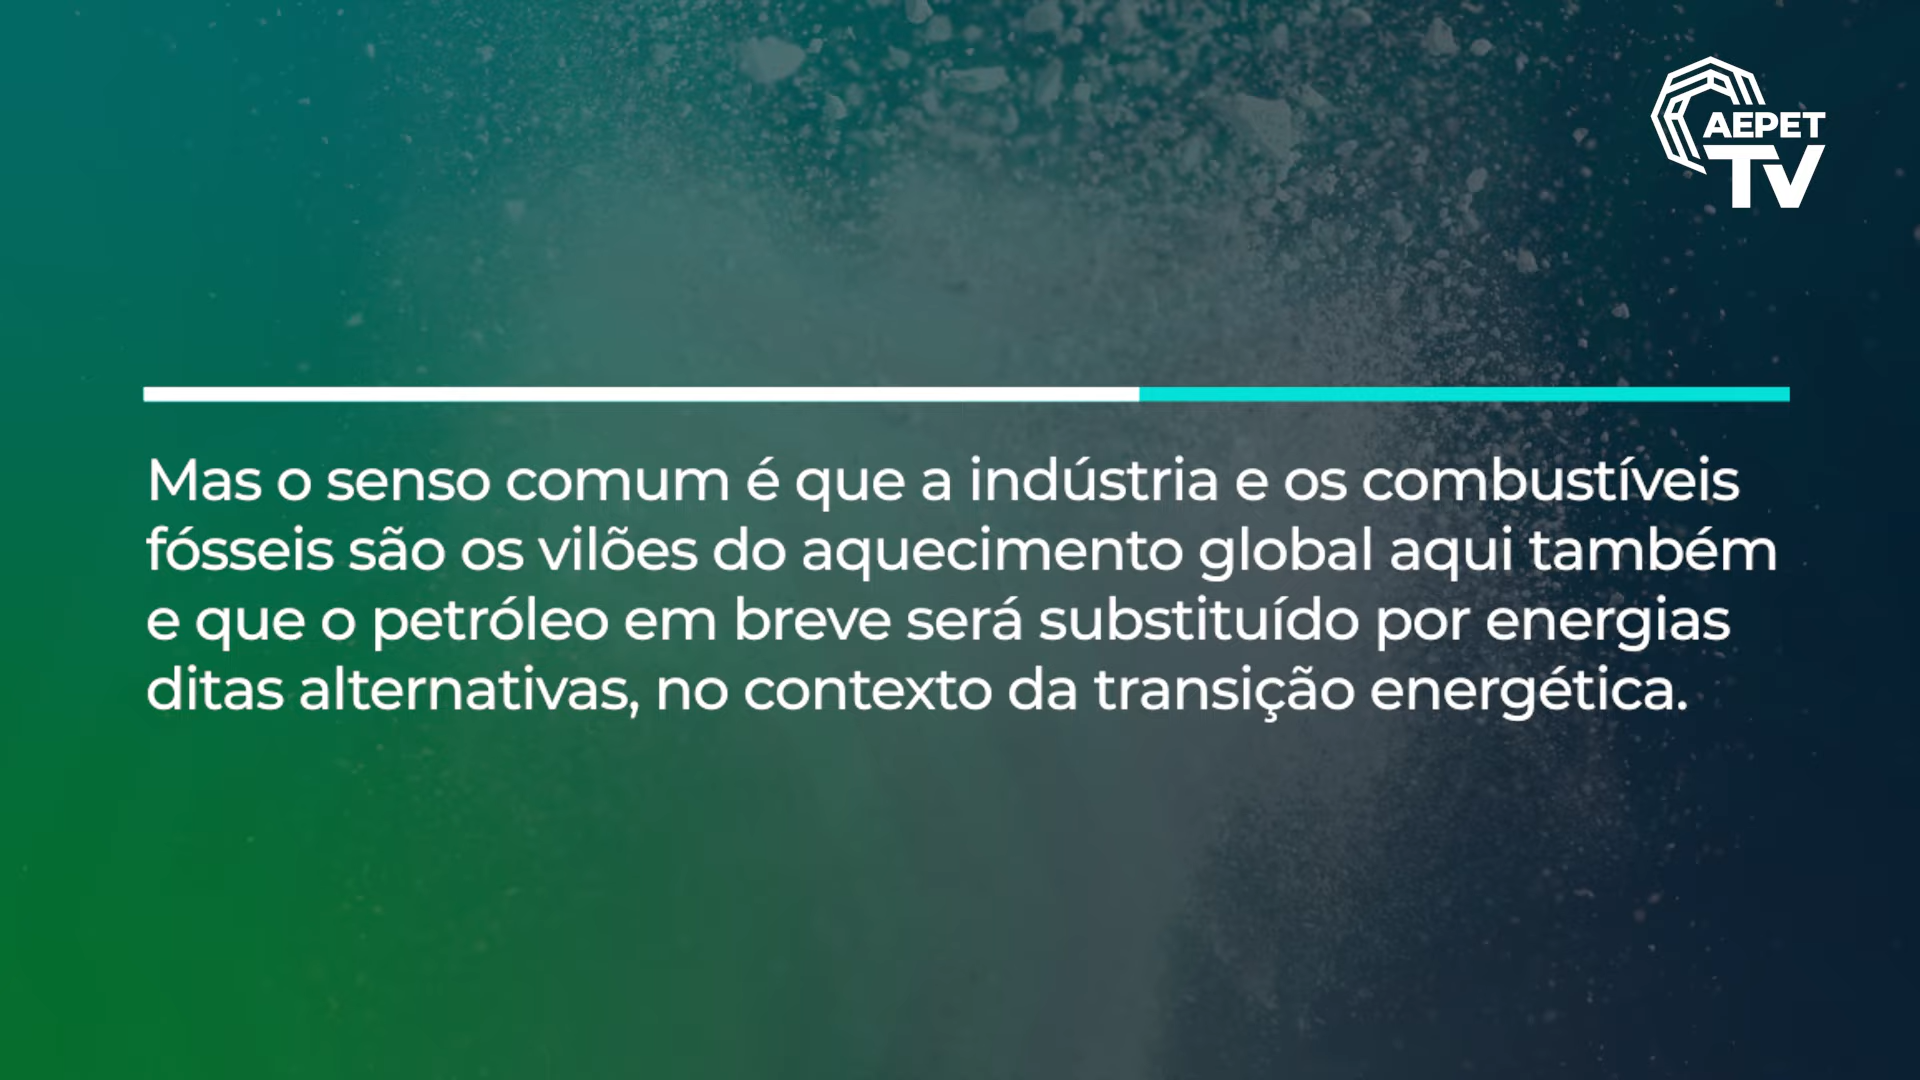 AEPET
TV
Mas o senso comum é que a indústria e os combustíveis
fósseis são os vilões do aquecimento global aqui também
e que o petróleo em breve será substituído por energias
ditas alternativas, no contexto da transição energética.